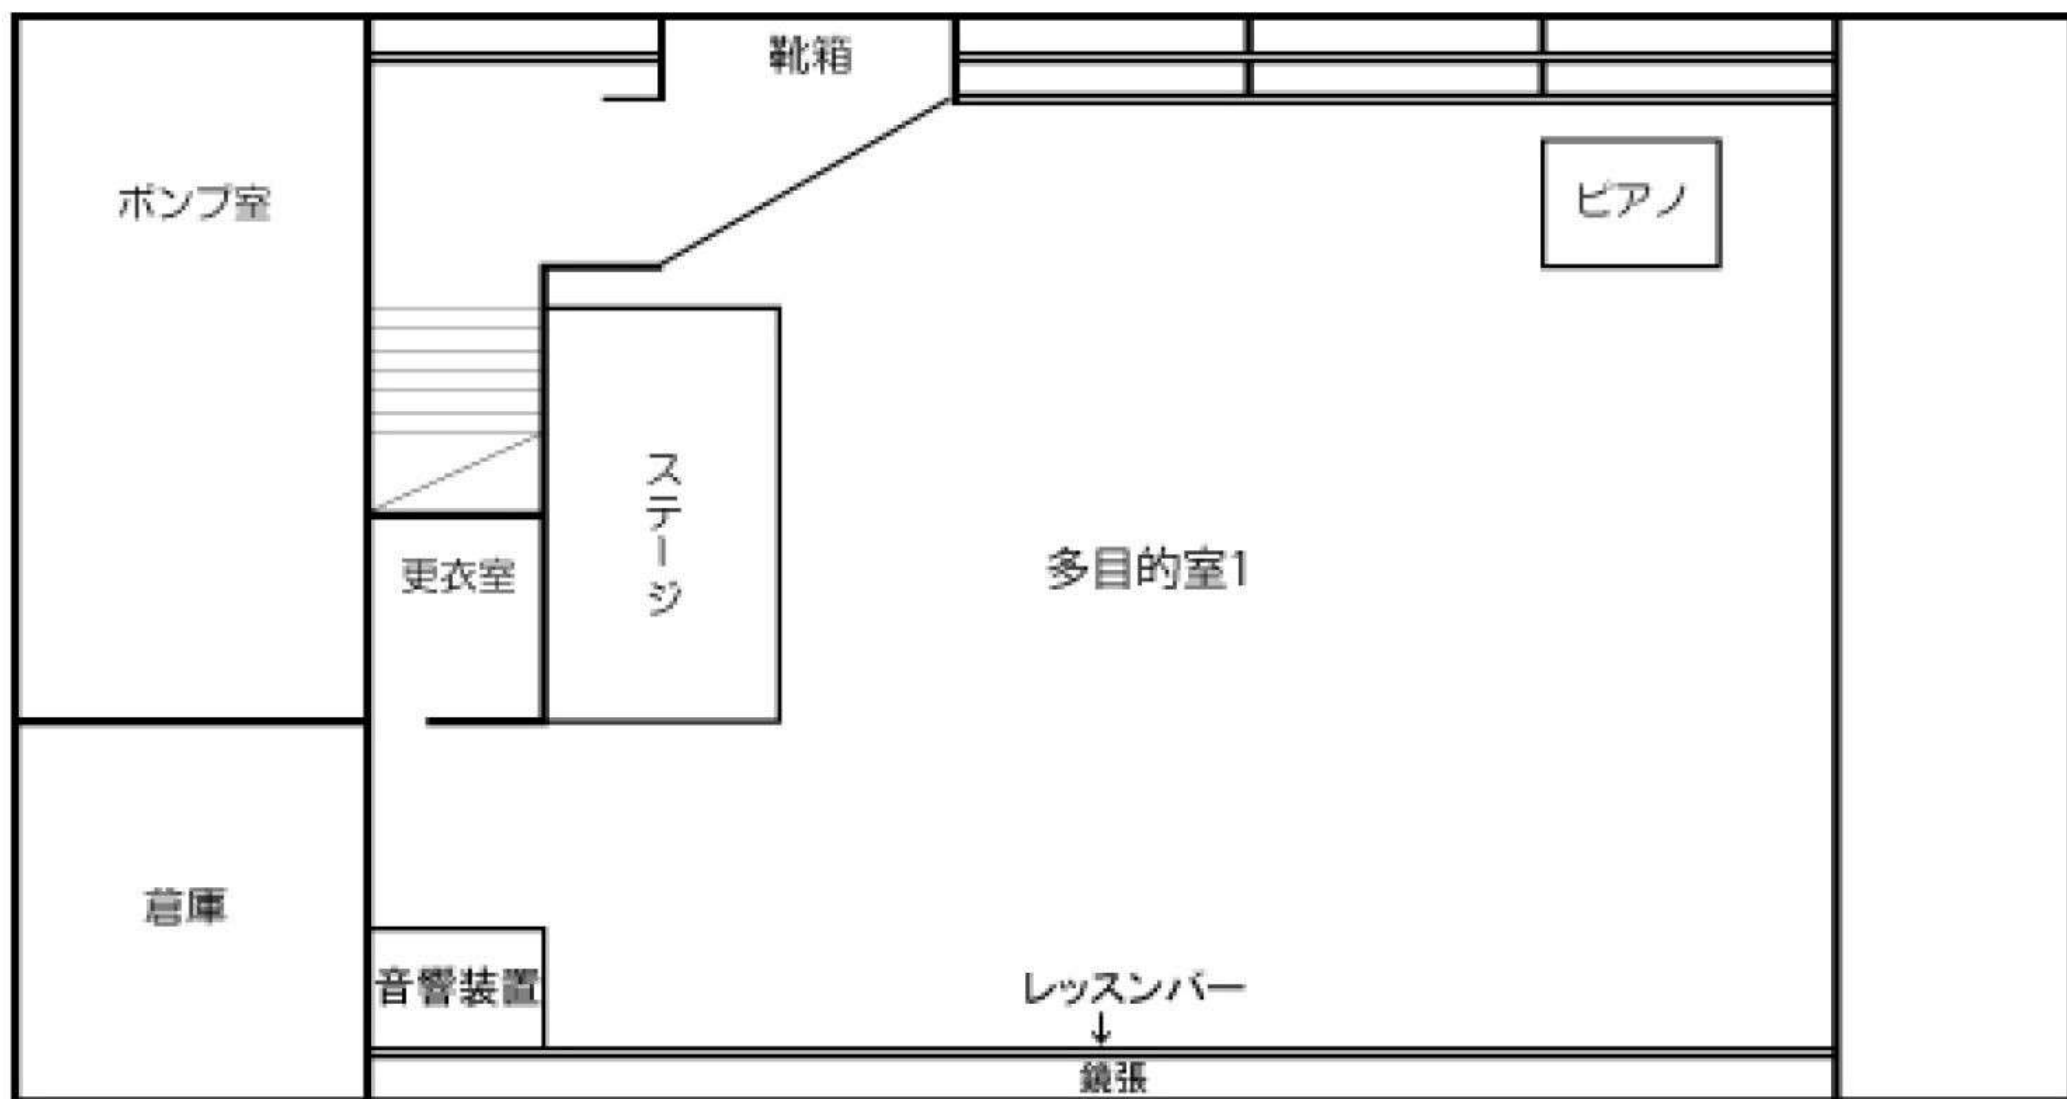 靴箱
ポンプ室
ピアノ
ステージ
多目的室1
更衣室
倉庫
音響装置
レッスンバー
↓
鏡張